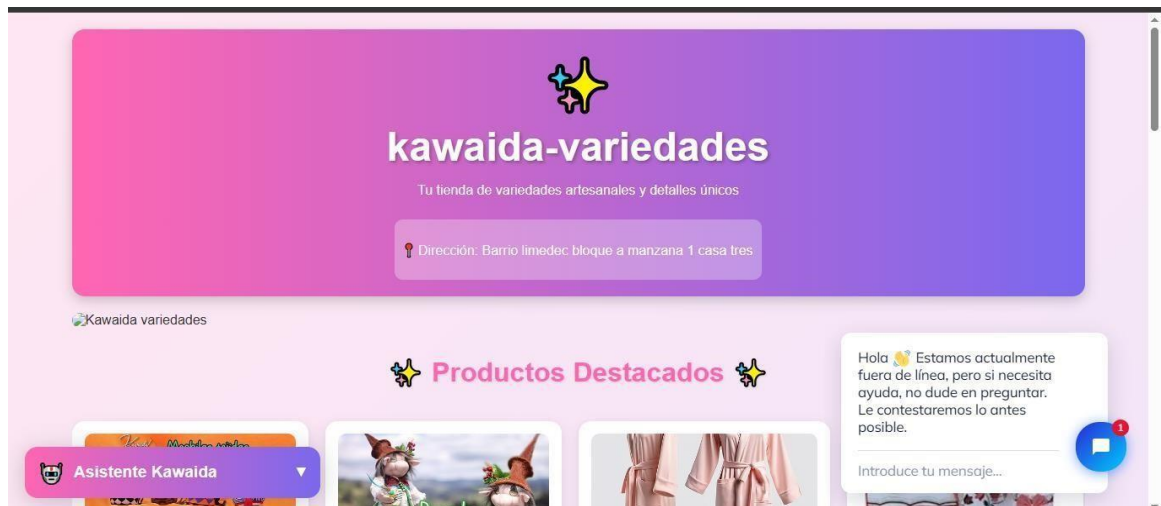 kawaida-variedades
Tu tienda de variedades artesanales y detalles únicos
Dirección: Barrio limedec bloque a manzana 1 casa tres
Kawaida variedades
Productos Destacados
Hola 👋 Estamos actualmente
fuera de línea, pero si necesita
ayuda, no dude en preguntar.
Le contestaremos lo antes
posible.
Introduce tu mensaje...
1
Asistente Kawaida